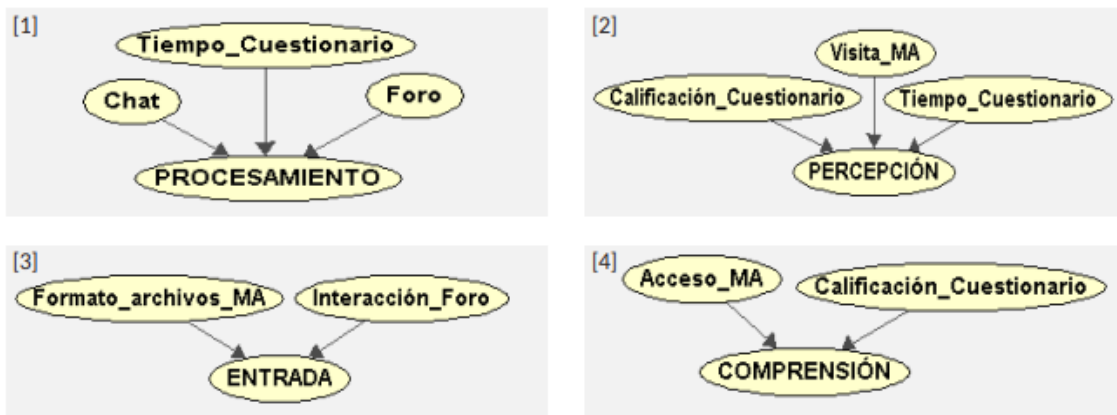 [1]
Tiempo_Cuestionario
Chat
Foro
PROCESAMIENTO
[2]
Visita_MA
Calificación_Cuestionario
Tiempo_Cuestionario
PERCEPCIÓN
[3]
Formato_archivos_MA
Interacción_Foro
ENTRADA
[4]
Acceso_MA
Calificación_Cuestionario
COMPRENSIÓN